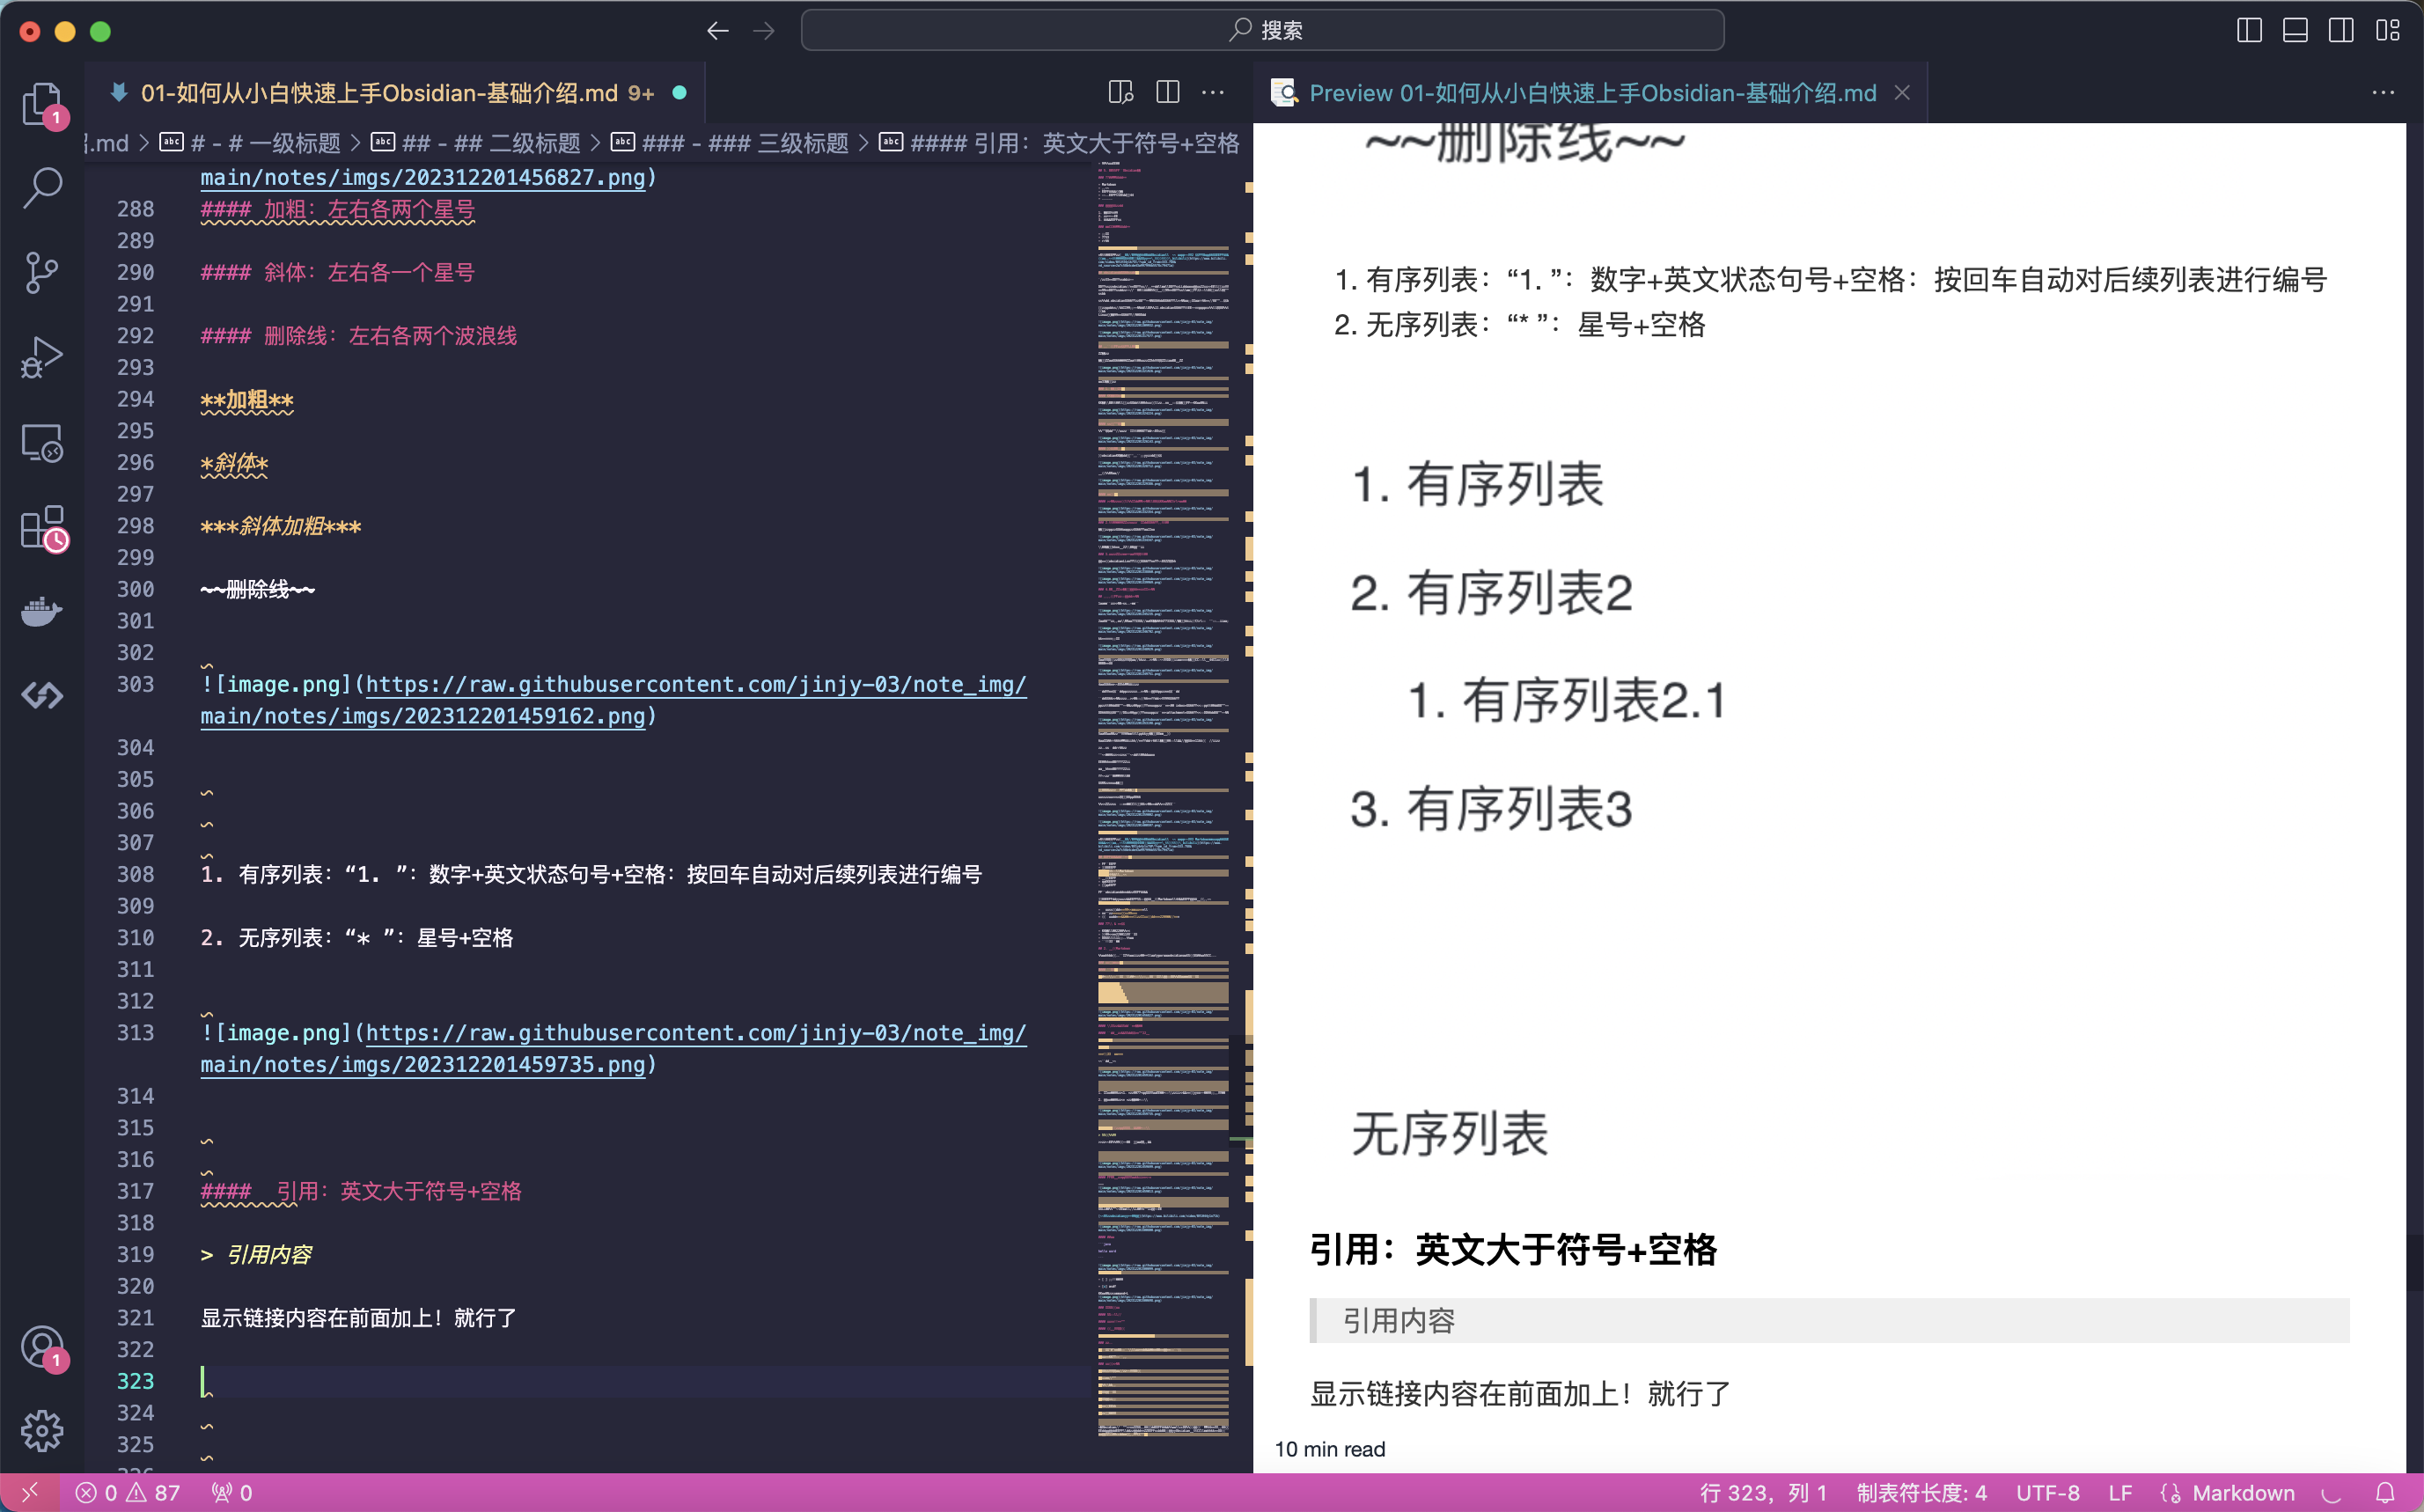 搜索
01-如何从小白快速上手Obsidian-基础介绍.md 9+
Preview 01-如何从小白快速上手Obsidian-基础介绍.md
.md > # - # 一级标题 > ## - ## 二级标题 > ### - ### 三级标题 > #### 引用：英文大于符号+空格
main/notes/imgs/202312201456827.png)
288 #### 加粗：左右各两个星号
289
290 #### 斜体：左右各一个星号
291
292 #### 删除线：左右各两个波浪线
293
294 **加粗**
295
296 *斜体*
297
298 ***斜体加粗***
299
300 ~~删除线~~
301
302
303 ![image.png](https://raw.githubusercontent.com/jinjy-03/note_img/
main/notes/imgs/202312201459162.png)
304
305
306
307
308 1. 有序列表：“1. ”：数字+英文状态句号+空格：按回车自动对后续列表进行编号
309
310 2. 无序列表：“* ”：星号+空格
311
312
313 ![image.png](https://raw.githubusercontent.com/jinjy-03/note_img/
main/notes/imgs/202312201459735.png)
314
315
316
317 ####  引用：英文大于符号+空格
318
319 > 引用内容
320
321 显示链接内容在前面加上！就行了
322
323
324
325
~~删除线~~
1. 有序列表：“1. ”：数字+英文状态句号+空格：按回车自动对后续列表进行编号
2. 无序列表：“* ”：星号+空格
1. 有序列表
2. 有序列表2
1. 有序列表2.1
3. 有序列表3
无序列表
引用：英文大于符号+空格
引用内容
显示链接内容在前面加上！就行了
10 min read
1
1
0 87 0
行 323，列 1 制表符长度: 4 UTF-8 LF Markdown